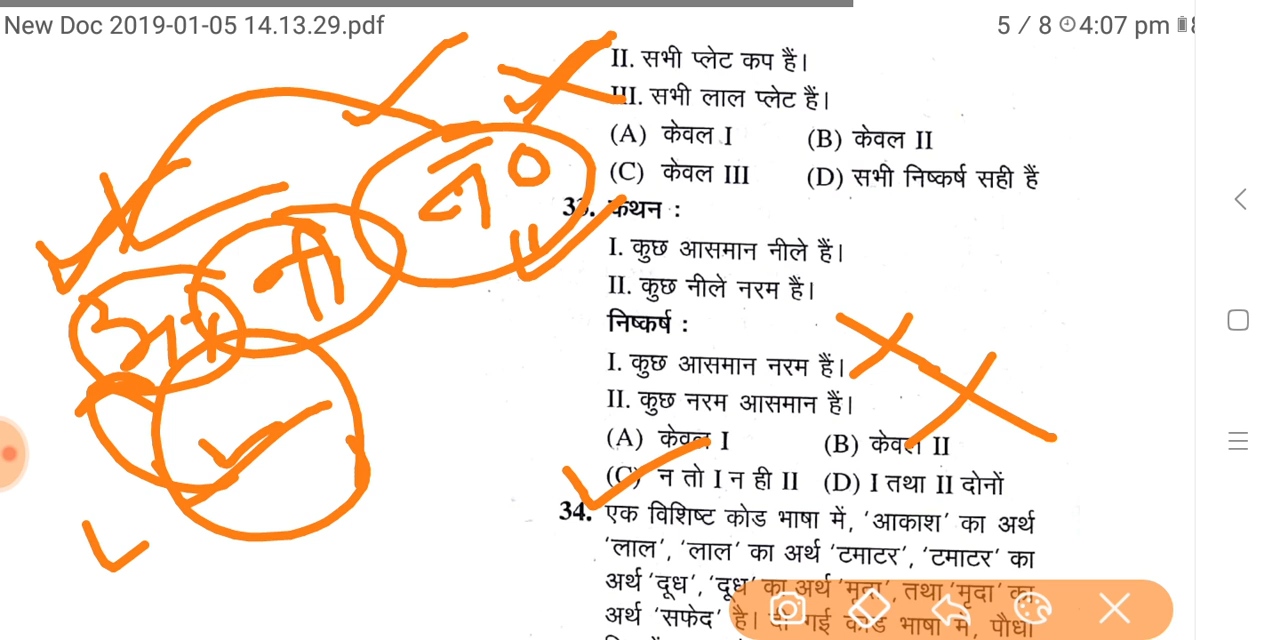 New Doc 2019-01-05 14.13.29.pdf
5 / 8 4:07 pm
II. सभी प्लेट कप हैं।
III. सभी लाल प्लेट हैं।
(A) केवल I (B) केवल II
(C) केवल III (D) सभी निष्कर्ष सही हैं
33. कथन :
I. कुछ आसमान नीले हैं।
II. कुछ नीले नरम हैं।
निष्कर्ष :
I. कुछ आसमान नरम हैं।
II. कुछ नरम आसमान हैं।
(A) केवल I (B) केवल II
(C) न तो I न ही II (D) I तथा II दोनों
34. एक विशिष्ट कोड भाषा में, ‘आकाश’ का अर्थ
‘लाल’, ‘लाल’ का अर्थ ‘टमाटर’, ‘टमाटर’ का
अर्थ ‘दूध’, ‘दूध’ का अर्थ ‘मृदा’, तथा ‘मृदा’ का
अर्थ ‘सफेद’ है। दी गई कोड भाषा में, पौधा
आ
नी
न